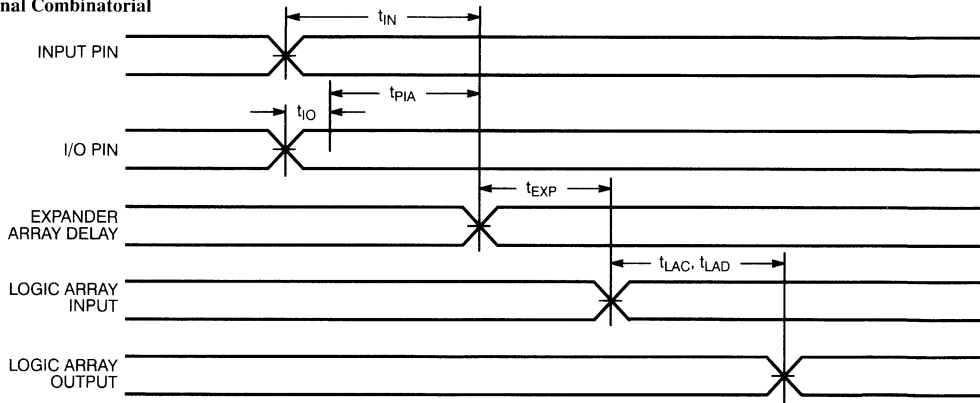 nal Combinatorial
tIN
INPUT PIN
tPIA
tIO
I/O PIN
tEXP
EXPANDER
ARRAY DELAY
tLAC, tLAD
LOGIC ARRAY
INPUT
LOGIC ARRAY
OUTPUT